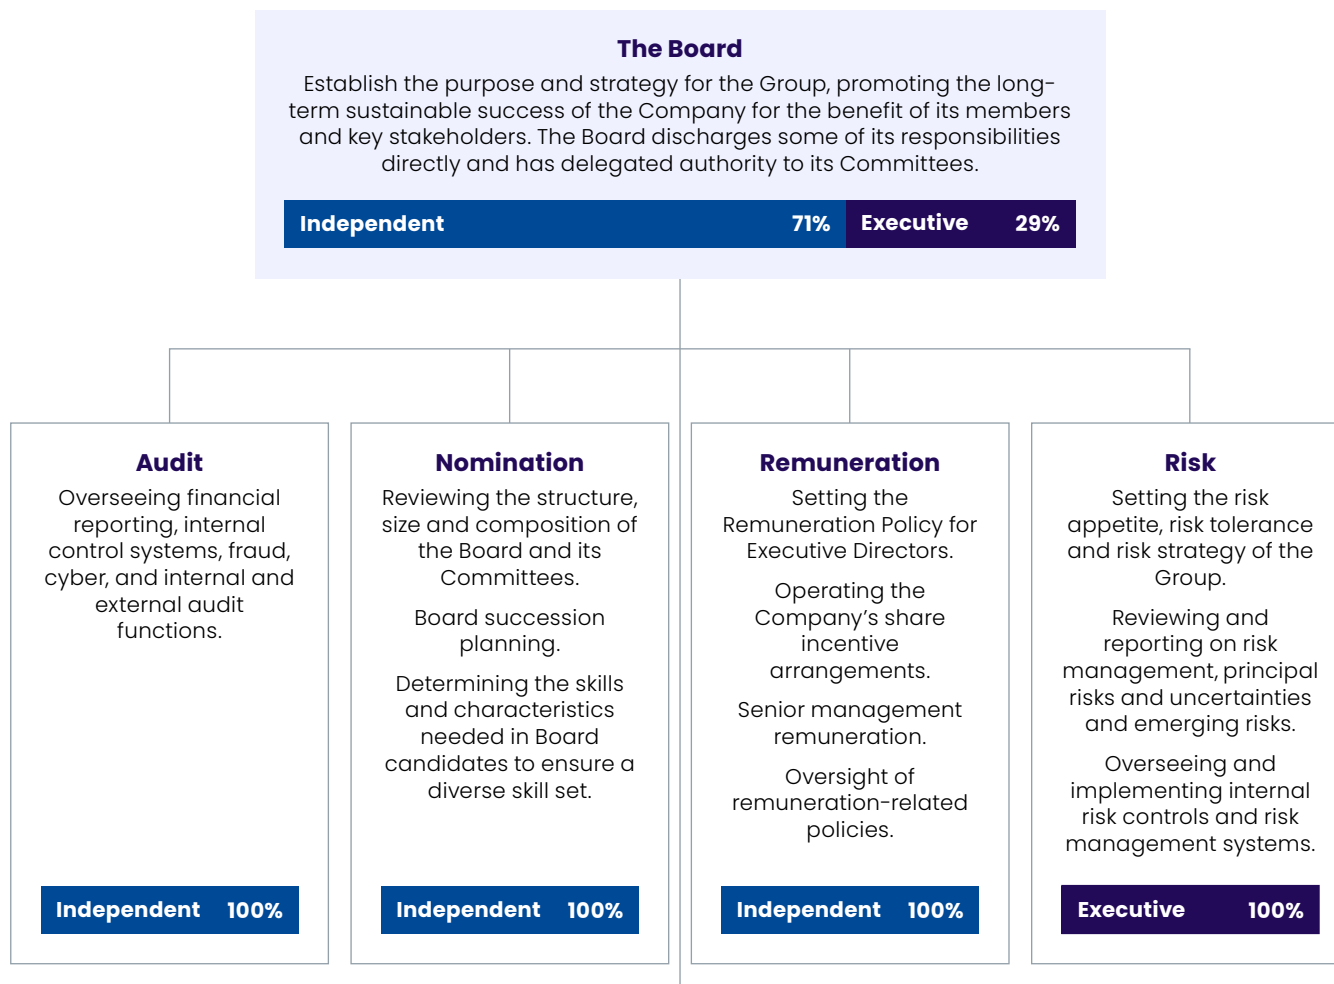 The Board
Establish the purpose and strategy for the Group, promoting the long-
term sustainable success of the Company for the benefit of its members
and key stakeholders. The Board discharges some of its responsibilities
directly and has delegated authority to its Committees.
Independent 71% Executive 29%
Audit
Overseeing financial
reporting, internal
control systems, fraud,
cyber, and internal and
external audit
functions.
Independent 100%
Nomination
Reviewing the structure,
size and composition of
the Board and its
Committees.
Board succession
planning.
Determining the skills
and characteristics
needed in Board
candidates to ensure a
diverse skill set.
Independent 100%
Remuneration
Setting the
Remuneration Policy for
Executive Directors.
Operating the
Company’s share
incentive
arrangements.
Senior management
remuneration.
Oversight of
remuneration-related
policies.
Independent 100%
Risk
Setting the risk
appetite, risk tolerance
and risk strategy of the
Group.
Reviewing and
reporting on risk
management, principal
risks and uncertainties
and emerging risks.
Overseeing and
implementing internal
risk controls and risk
management systems.
Executive 100%